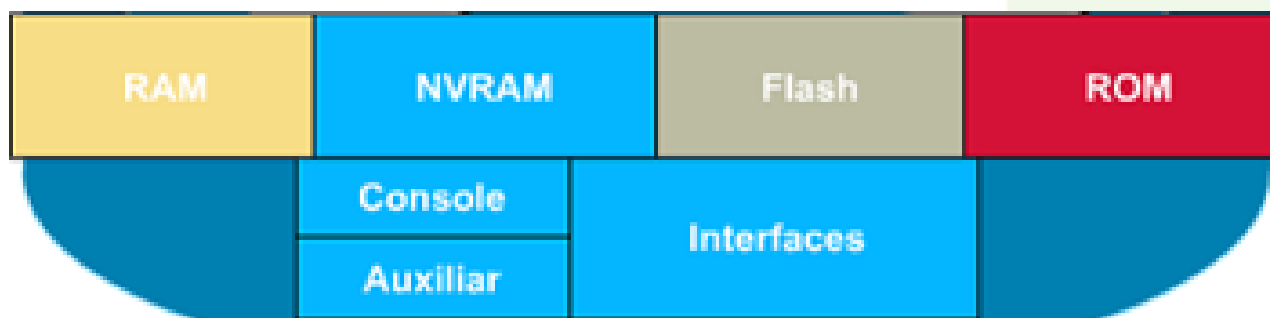 RAM NVRAM Flash ROM
Console
Interfaces
Auxiliar